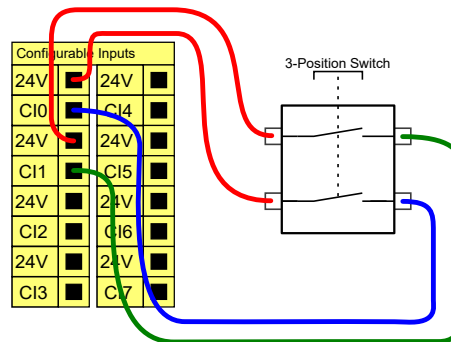 Configurable Inputs
3-Position Switch
24V 24V
CI0 CI4
24V 24V
CI1 CI5
24V 24V
CI2 CI6
24V 24V
CI3 CI7